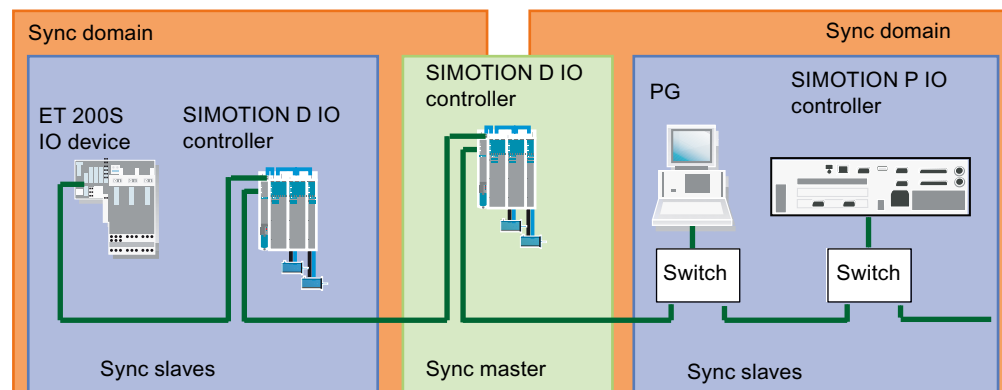 Sync domain
Sync domain
ET 200S
IO device
SIMOTION D IO
controller
SIMOTION D IO
controller
PG
SIMOTION P IO
controller
Switch
Switch
Sync slaves
Sync master
Sync slaves